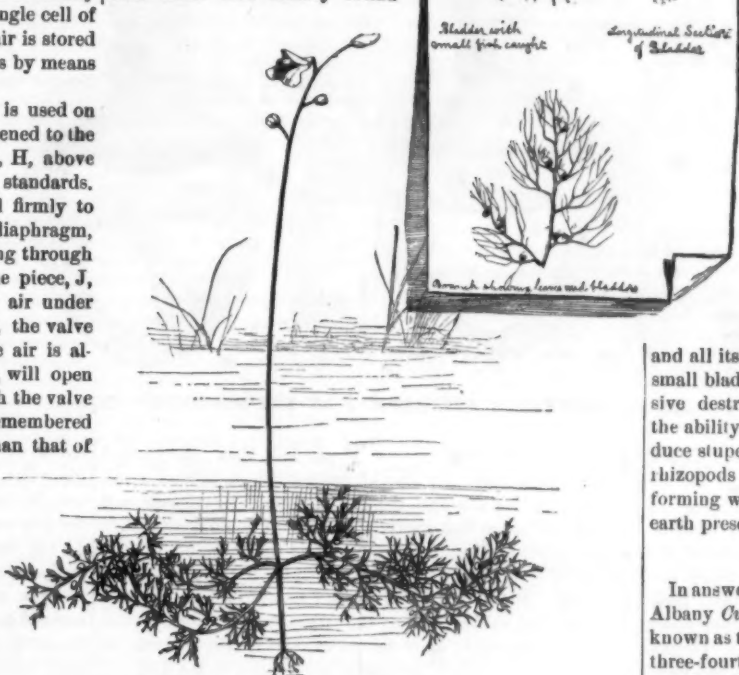 ngle cell of
air is stored
s by means
is used on
ened to the
, H, above
standards.
l firmly to
diaphragm,
ng through
e piece, J,
air under
, the valve
e air is al-
, will open
h the valve
emembered
han that of
Bladder with
small fish caught
Longitudinal Section
of Bladder
Branch showing leaves and bladders
and all its
small blad
sive destr
the ability
duce stupe
rhizopods
forming w
earth prese
In answe
Albany Cu
known as t
three-fourt